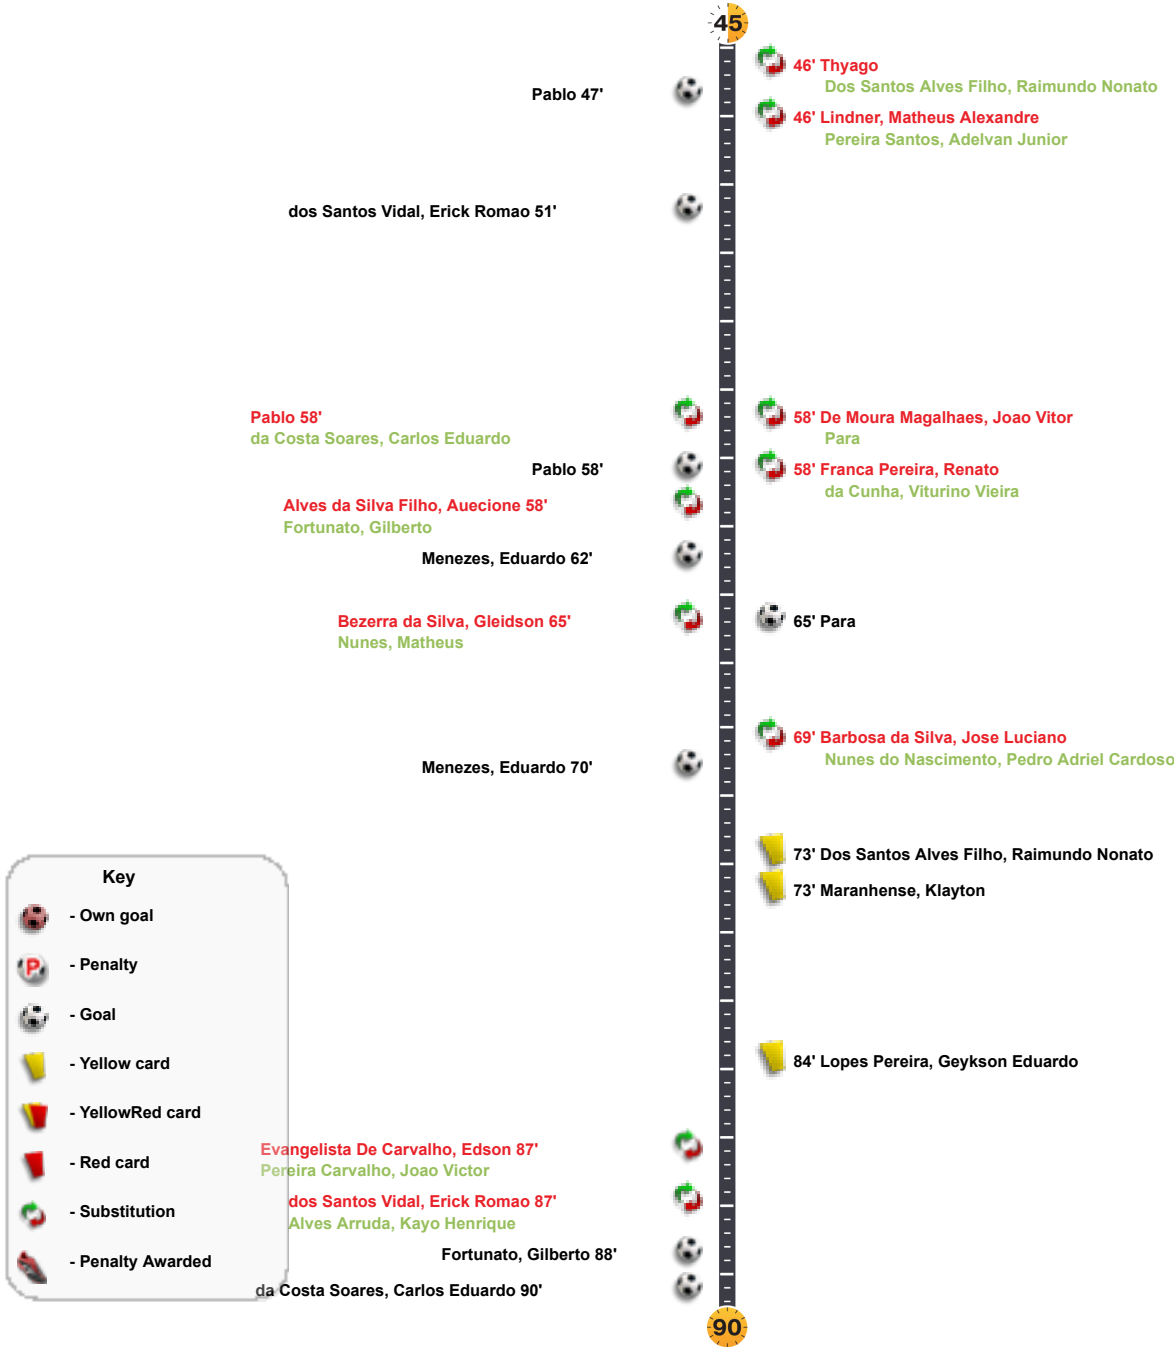 45
46' Thyago
Dos Santos Alves Filho, Raimundo Nonato
Pablo 47'
46' Lindner, Matheus Alexandre
Pereira Santos, Adelvan Junior
dos Santos Vidal, Erick Romao 51'
Pablo 58'
da Costa Soares, Carlos Eduardo
58' De Moura Magalhaes, Joao Vitor
Para
Pablo 58'
58' Franca Pereira, Renato
da Cunha, Viturino Vieira
Alves da Silva Filho, Auecione 58'
Fortunato, Gilberto
Menezes, Eduardo 62'
Bezerra da Silva, Gleidson 65'
Nunes, Matheus
65' Para
69' Barbosa da Silva, Jose Luciano
Nunes do Nascimento, Pedro Adriel Cardoso
Menezes, Eduardo 70'
73' Dos Santos Alves Filho, Raimundo Nonato
73' Maranhense, Klayton
84' Lopes Pereira, Geykson Eduardo
Key
- Own goal
P
- Penalty
- Goal
- Yellow card
- YellowRed card
- Red card
- Substitution
- Penalty Awarded
Evangelista De Carvalho, Edson 87'
Pereira Carvalho, Joao Victor
dos Santos Vidal, Erick Romao 87'
Alves Arruda, Kayo Henrique
Fortunato, Gilberto 88'
da Costa Soares, Carlos Eduardo 90'
90